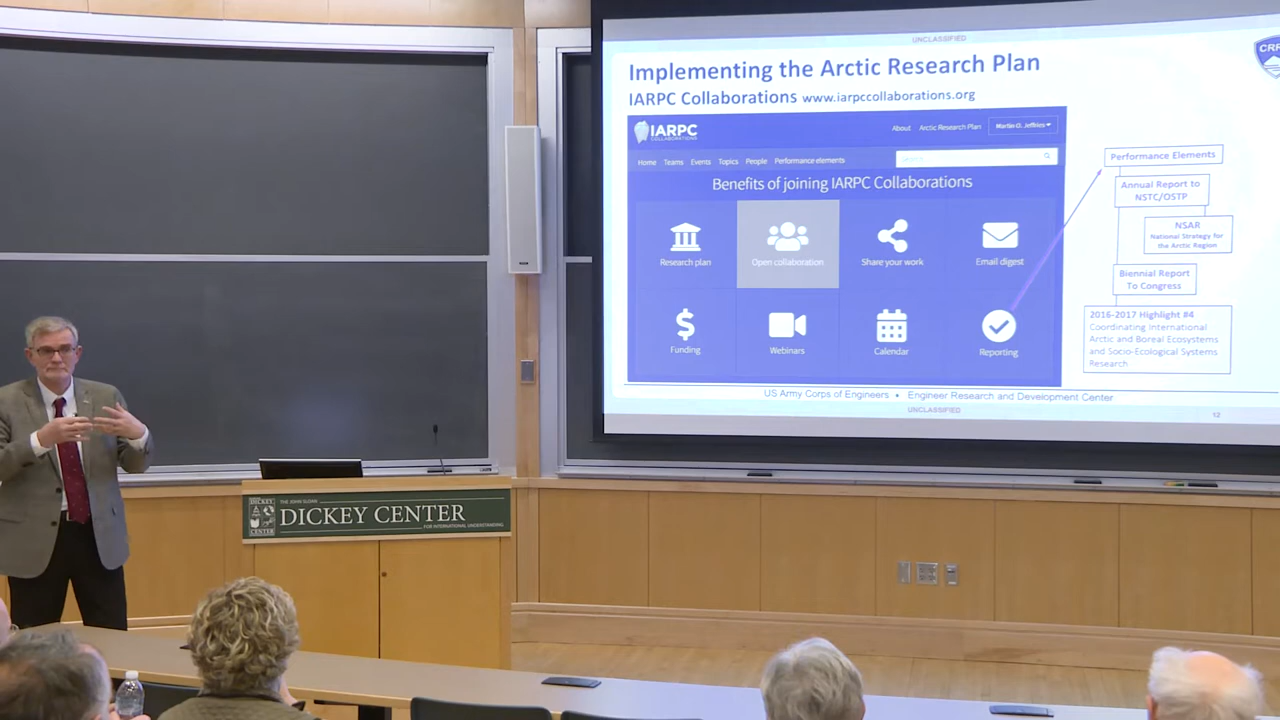 UNCLASSIFIED
Implementing the Arctic Research Plan
IARPC Collaborations www.iarpccollaborations.org
CRR
IARPC
COLLABORATIONS
About Arctic Research Plan Martin O. Jeffries
Home Teams Events Topics People Performance elements
Search
Benefits of joining IARPC Collaborations
Research plan Open collaboration Share your work Email digest
Funding Webinars Calendar Reporting
Performance Elements
Annual Report to
NSTC/OSTP
NSAR
National Strategy for
the Arctic Region
Biennial Report
To Congress
2016-2017 Highlight #4
Coordinating International
Arctic and Boreal Ecosystems
and Socio-Ecological Systems
Research
US Army Corps of Engineers • Engineer Research and Development Center
UNCLASSIFIED
12
DICKEY
CENTER
THE JOHN SLOAN
DICKEY CENTER
FOR INTERNATIONAL UNDERSTANDING